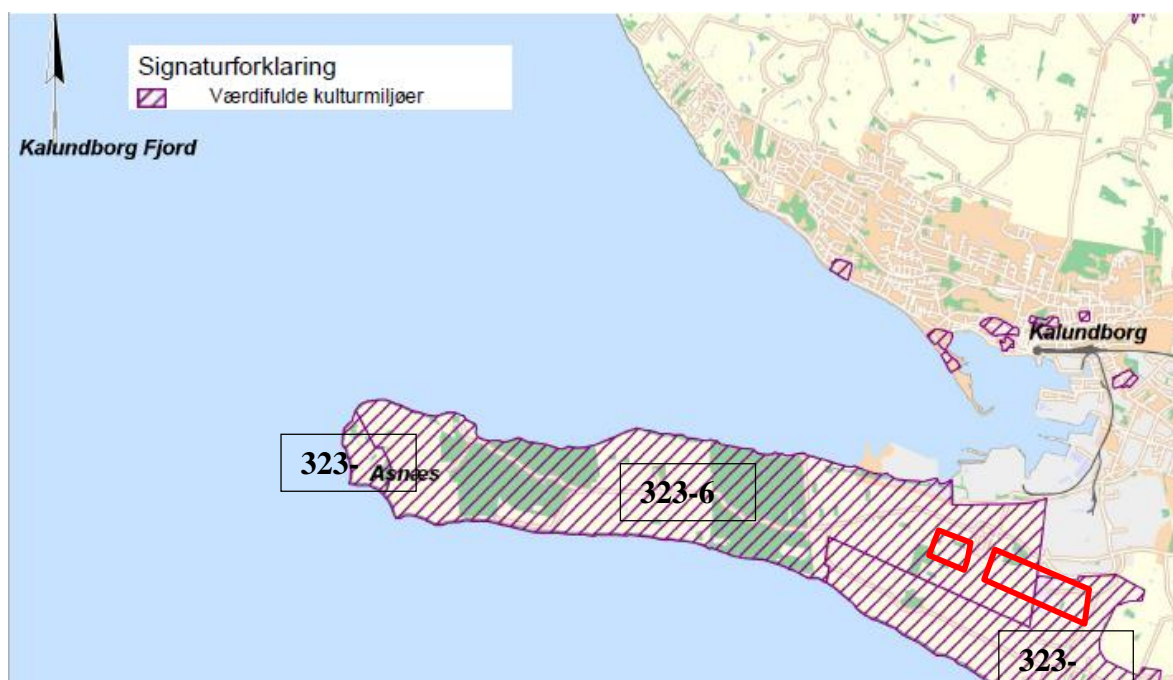 Signaturforklaring
Værdifulde kulturmiljøer
Kalundborg Fjord
Kalundborg
323-
Asnæs
323-6
323-